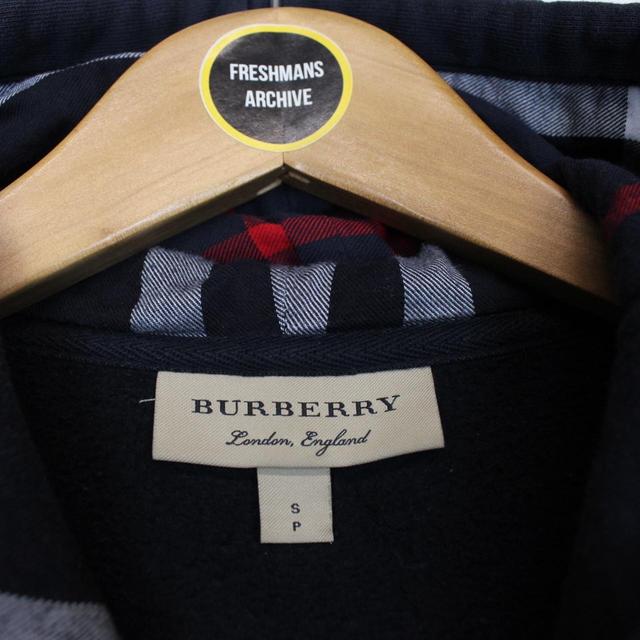 FRESHMANS
ARCHIVE
BURBERRY
London, England
S
P